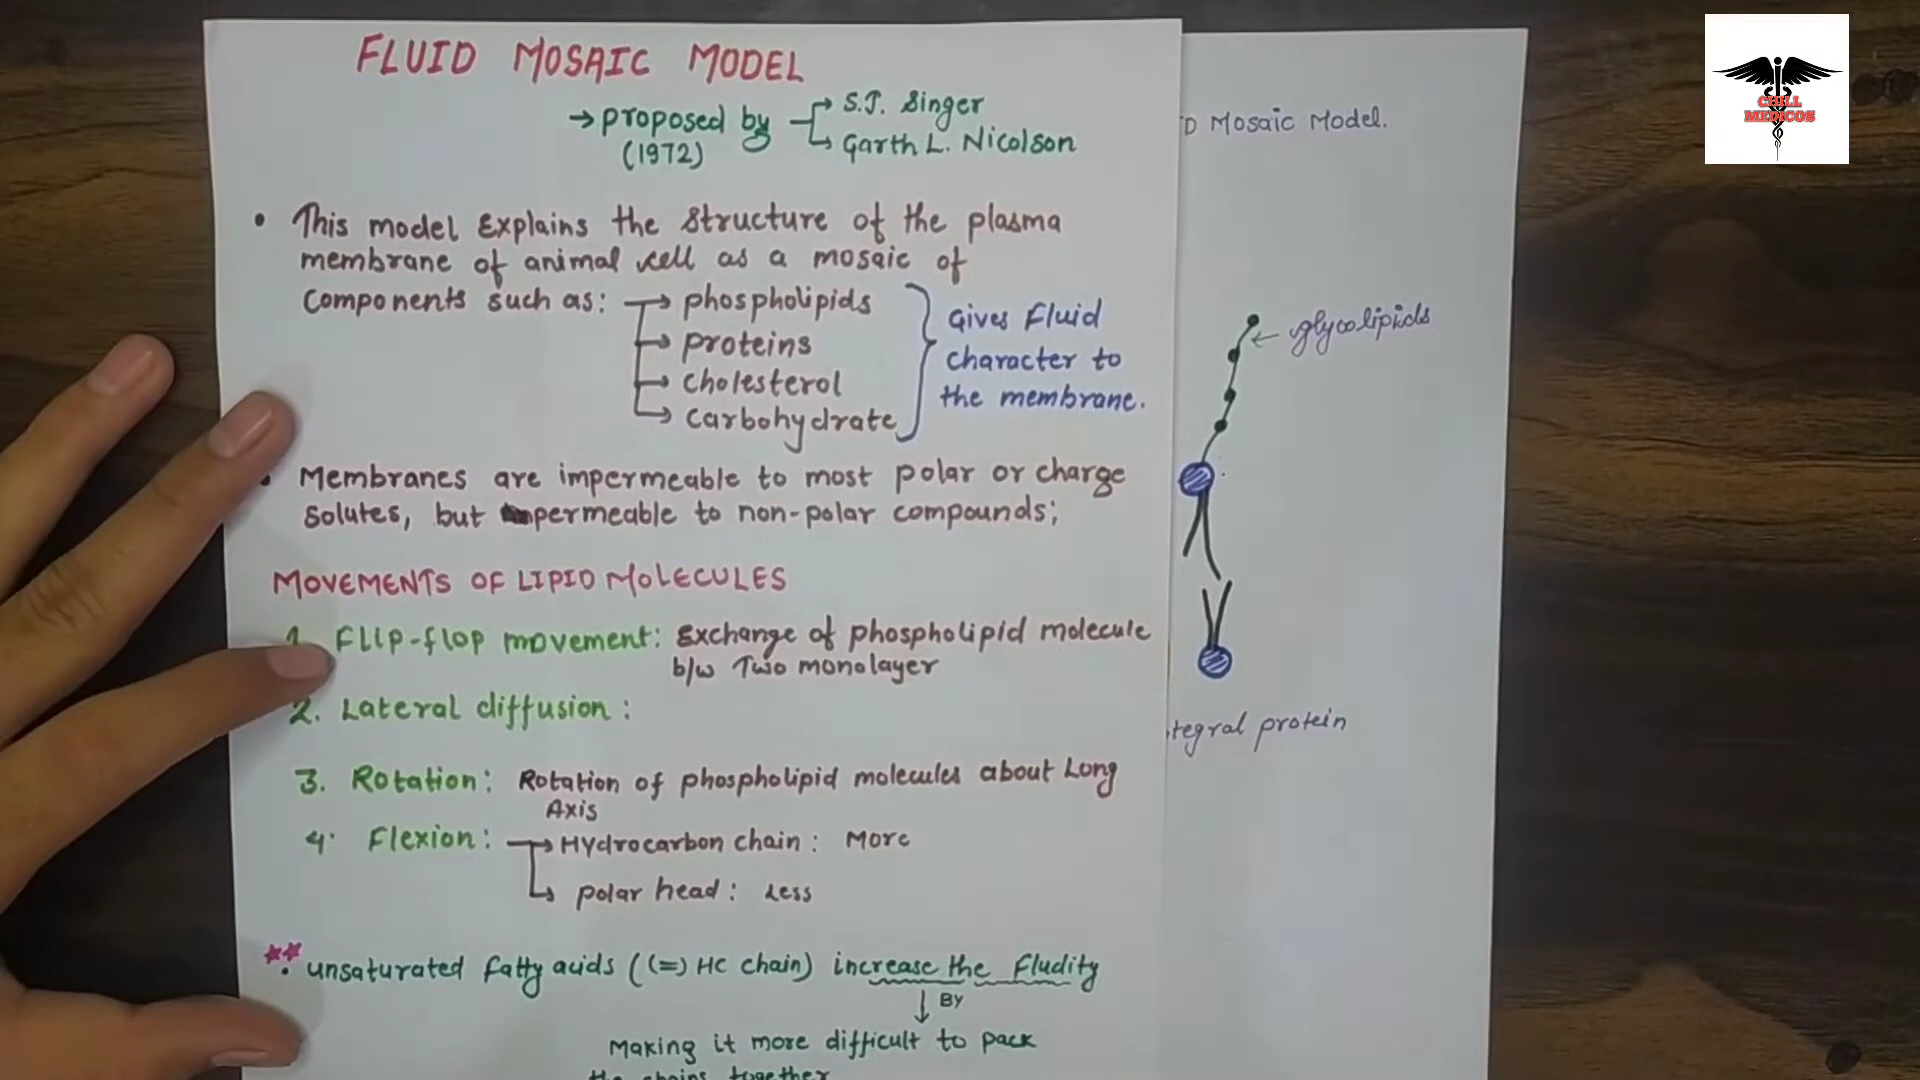 FLUID MOSAIC MODEL
→ proposed by → S.J. Singer
(1972) → Garth L. Nicolson
• This model Explains the Structure of the plasma
membrane of animal cell as a mosaic of
Components such as: → phospholipids
→ proteins
→ cholesterol
→ carbohydrate
Gives Fluid
character to
the membrane.
• Membranes are impermeable to most polar or charge
Solutes, but permeable to non-polar compounds;
MOVEMENTS OF LIPID MOLECULES
1. Flip-flop movement: Exchange of phospholipid molecule
b/w Two monolayer
2. Lateral diffusion:
3. Rotation: Rotation of phospholipid molecules about Long
Axis
4. Flexion: → Hydrocarbon chain: More
→ polar head: Less
** • unsaturated fatty acids ((=) HC chain) increase the Fludity
↓ By
Making it more difficult to pack
the chains together
D Mosaic Model.
← glycolipids
tegral protein
CHILL
MEDICOS